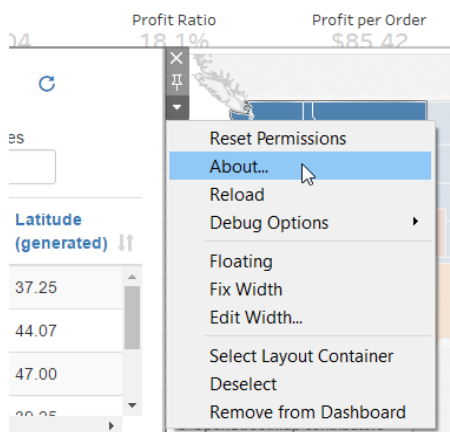 Profit Ratio
Profit per Order
04
18.1%
$85.42
es
Reset Permissions
About...
Reload
Debug Options
Floating
Fix Width
Edit Width...
Select Layout Container
Deselect
Remove from Dashboard
Latitude
(generated)
37.25
44.07
47.00